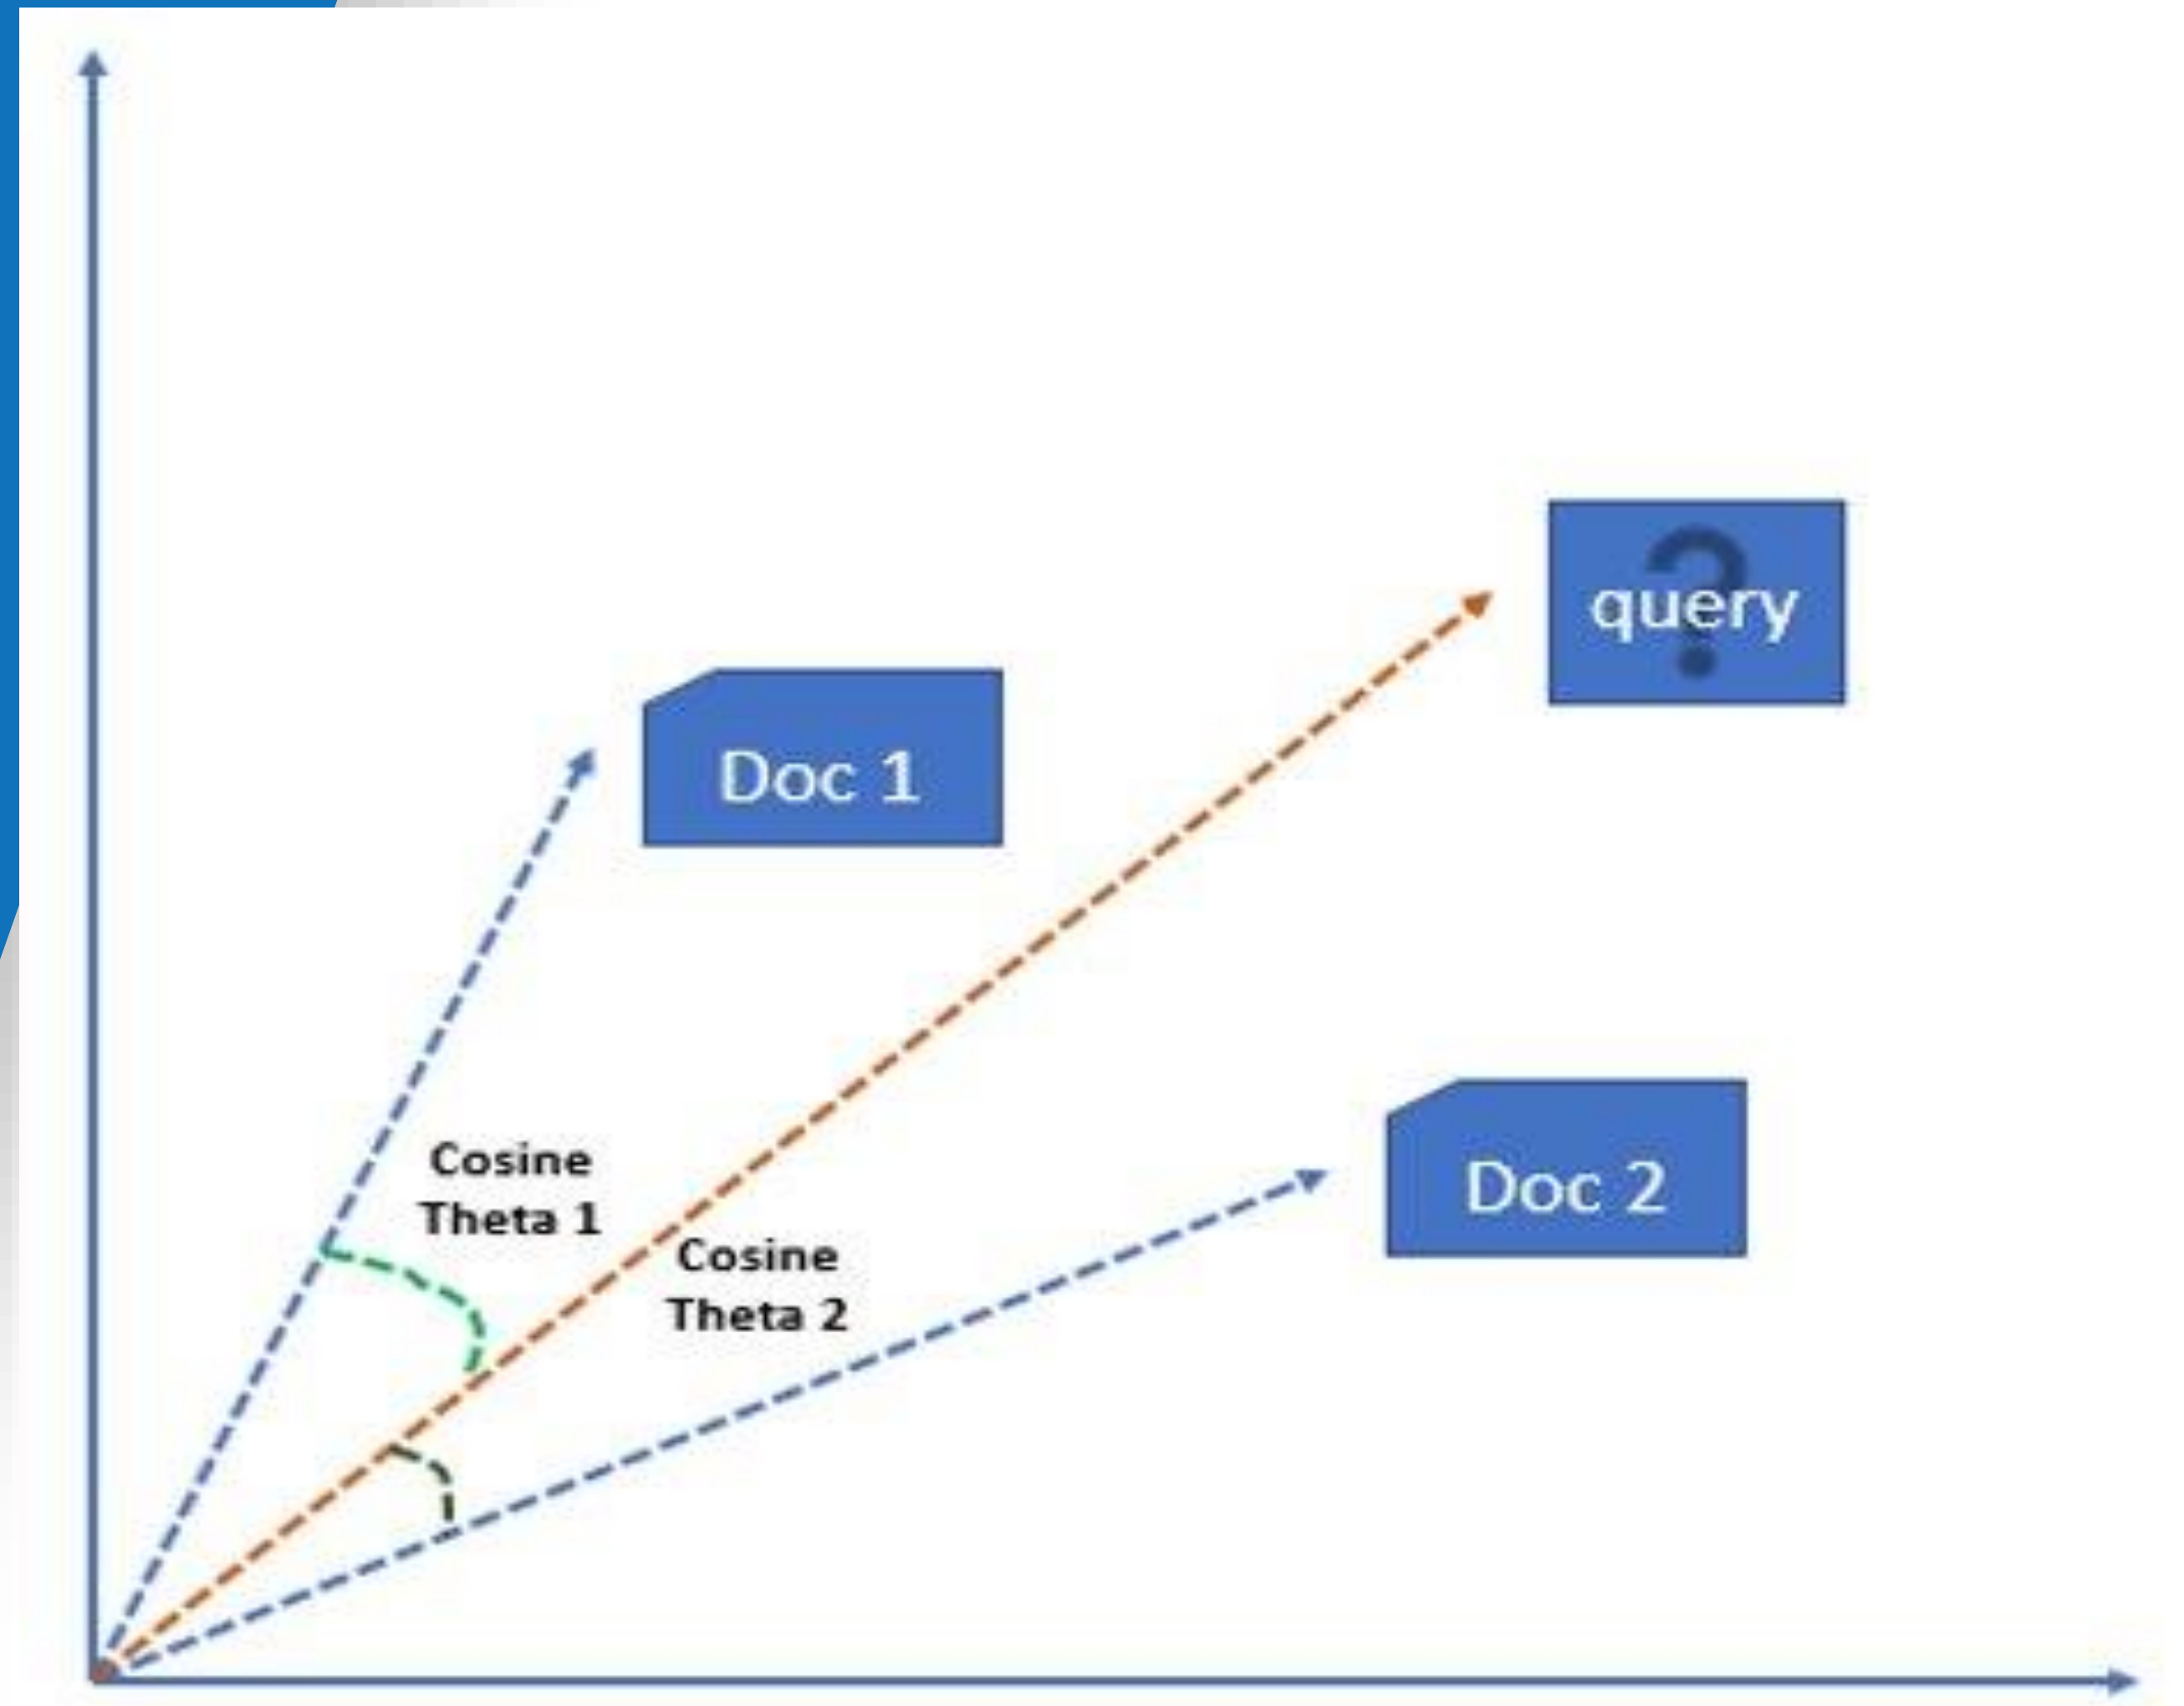 query
Doc 1
Cosine
Theta 1
Cosine
Theta 2
Doc 2